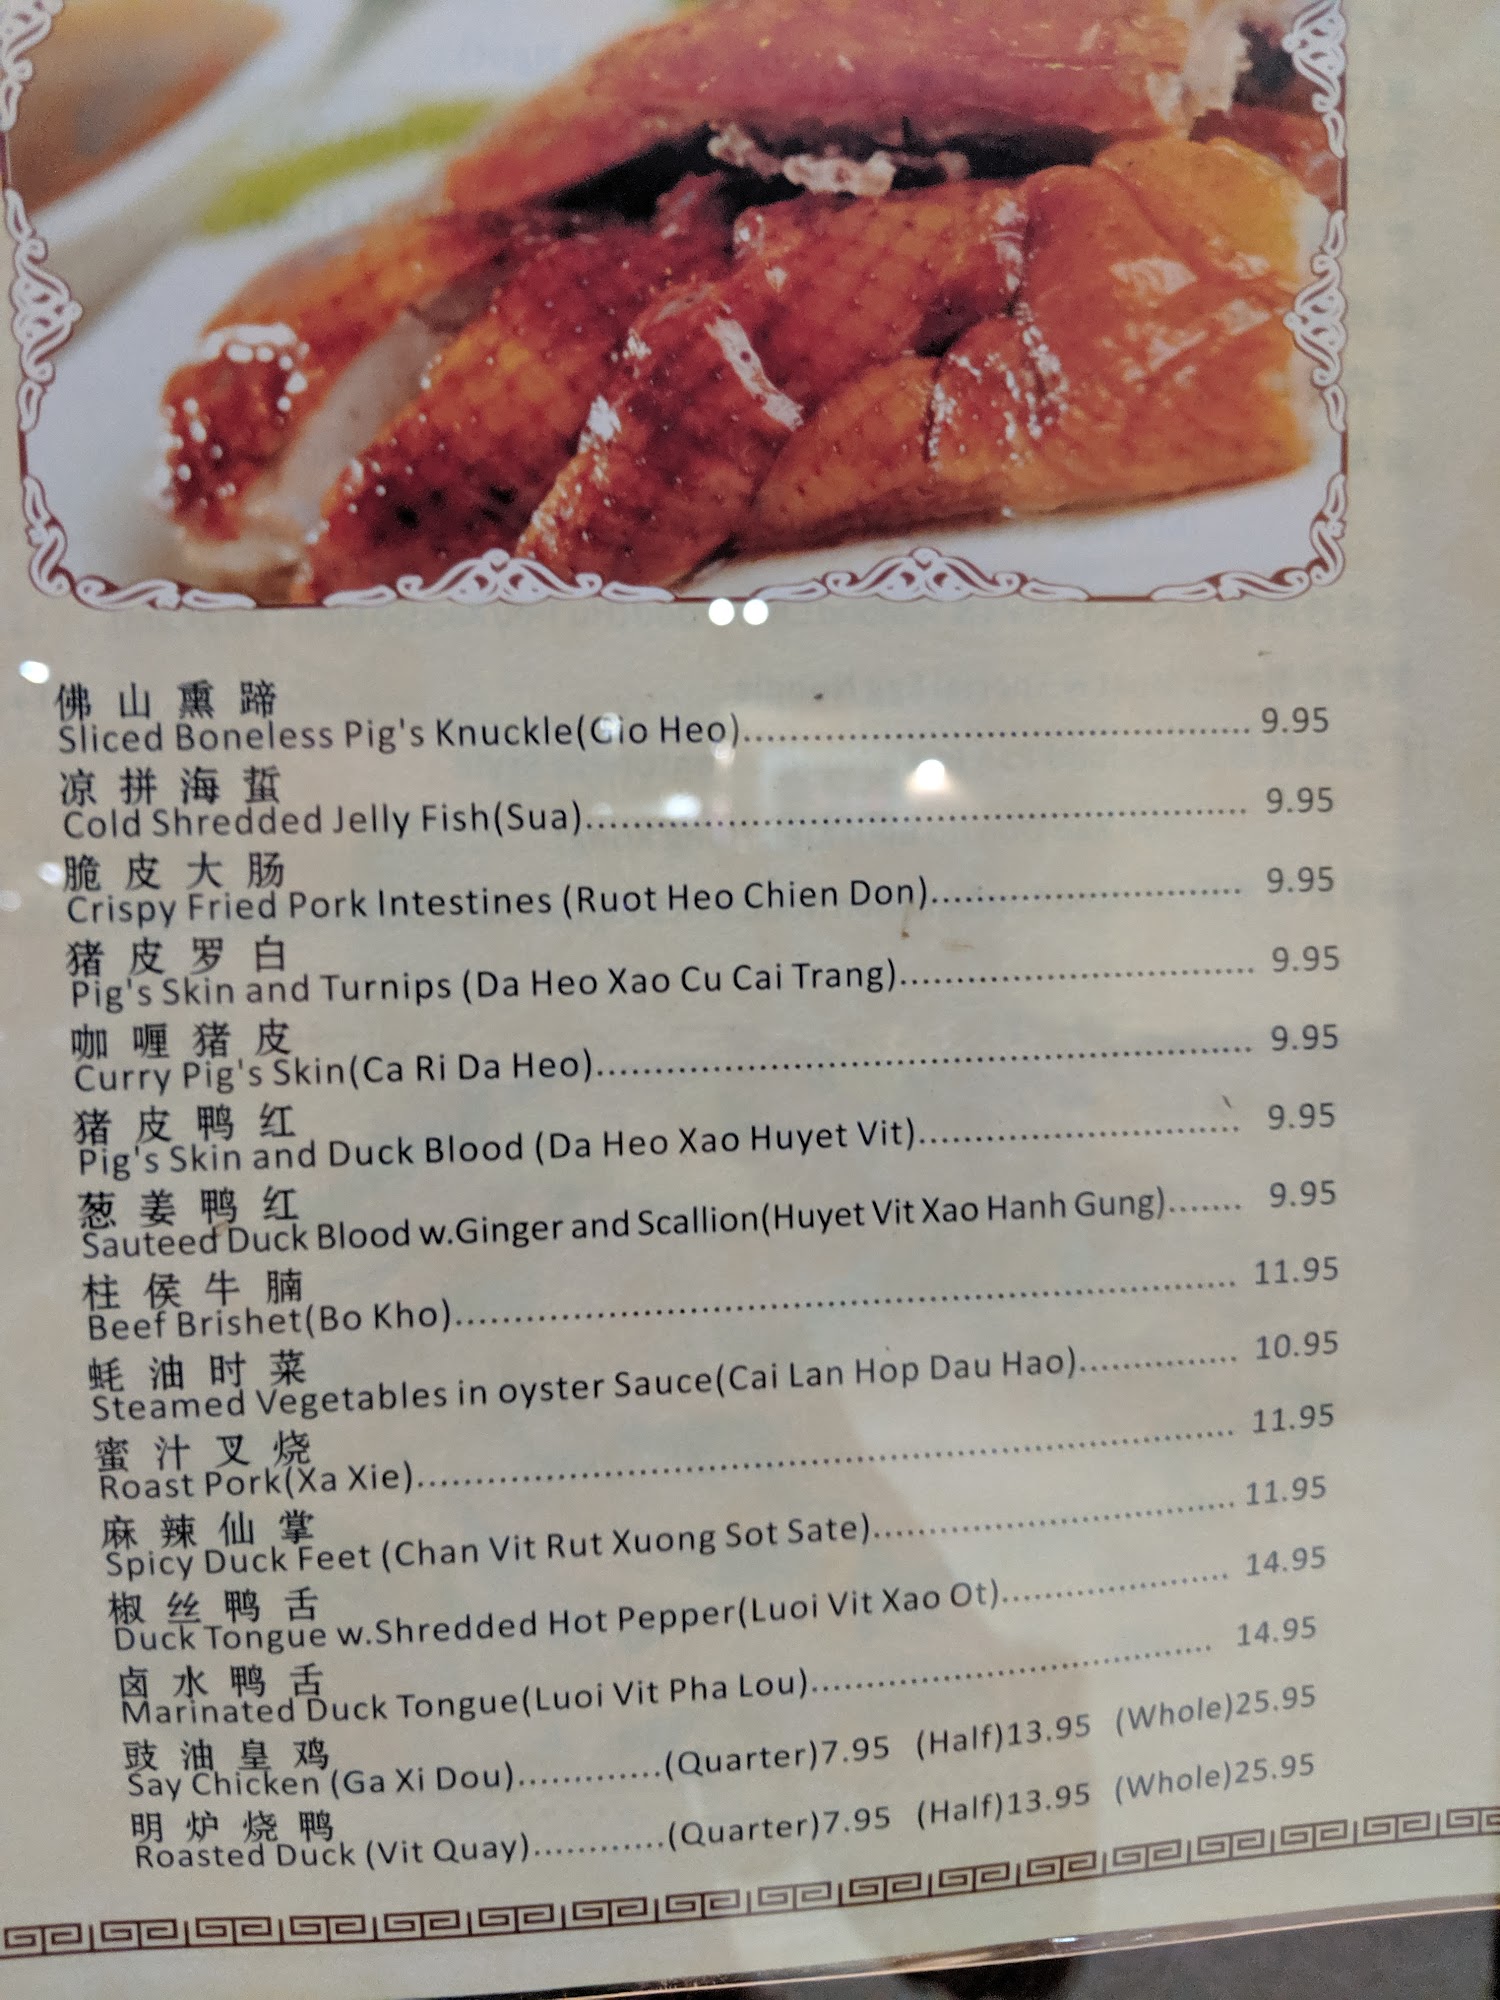 佛山熏蹄
Sliced Boneless Pig's Knuckle(Gio Heo)........................................... 9.95
凉拼海蜇
Cold Shredded Jelly Fish(Sua)........................................................ 9.95
脆皮大肠
Crispy Fried Pork Intestines (Ruot Heo Chien Don)........................... 9.95
猪皮罗白
Pig's Skin and Turnips (Da Heo Xao Cu Cai Trang).............................. 9.95
咖喱猪皮
Curry Pig's Skin(Ca Ri Da Heo)........................................................ 9.95
猪皮鸭红
Pig's Skin and Duck Blood (Da Heo Xao Huyet Vit)............................ 9.95
葱姜鸭红
Sauteed Duck Blood w.Ginger and Scallion(Huyet Vit Xao Hanh Gung)....... 9.95
柱侯牛腩
Beef Brishet(Bo Kho).................................................................... 11.95
蚝油时菜
Steamed Vegetables in oyster Sauce(Cai Lan Hop Dau Hao).............. 10.95
蜜汁叉烧
Roast Pork(Xa Xie)........................................................................ 11.95
麻辣仙掌
Spicy Duck Feet (Chan Vit Rut Xuong Sot Sate)................................ 11.95
椒丝鸭舌
Duck Tongue w.Shredded Hot Pepper(Luoi Vit Xao Ot).................... 14.95
卤水鸭舌
Marinated Duck Tongue(Luoi Vit Pha Lou).................................... 14.95
豉油皇鸡
Say Chicken (Ga Xi Dou).............(Quarter)7.95 (Half)13.95 (Whole)25.95
明炉烧鸭
Roasted Duck (Vit Quay)............(Quarter)7.95 (Half)13.95 (Whole)25.95